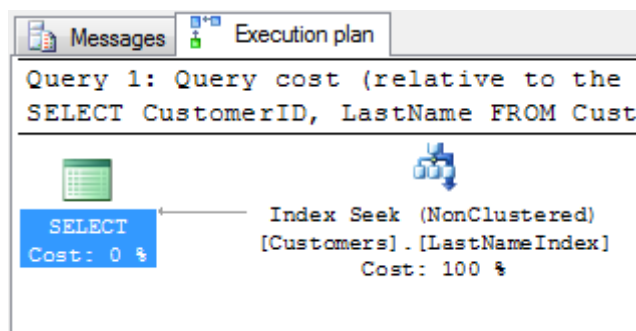 Messages
Execution plan
Query 1: Query cost (relative to the
SELECT CustomerID, LastName FROM Cust
SELECT
Cost: 0 %
Index Seek (NonClustered)
[Customers].[LastNameIndex]
Cost: 100 %